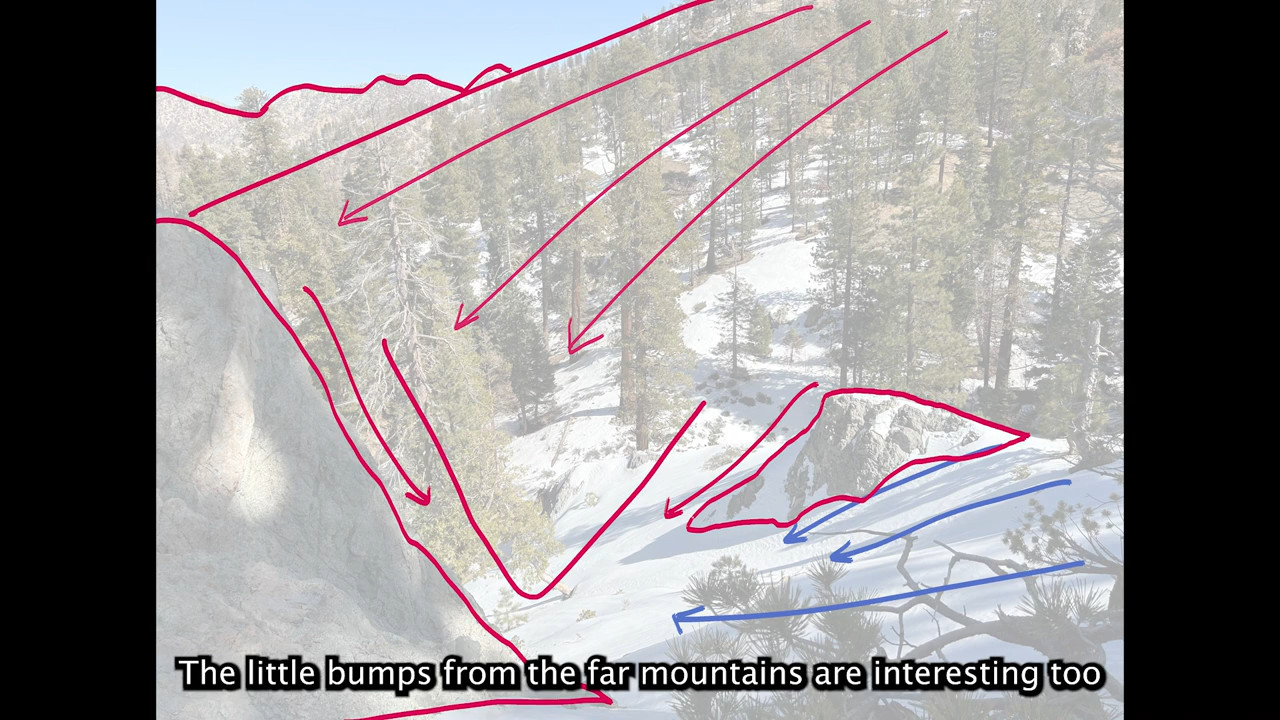 The little bumps from the far mountains are interesting too